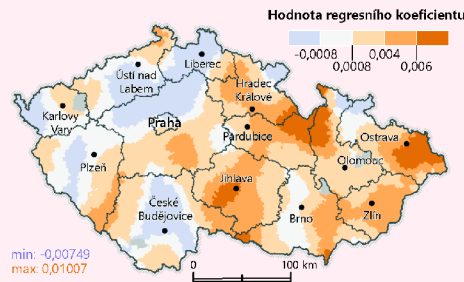 Hodnota regresního koeficientu
-0,0008 0,004
0,0008 0,006
Ústí nad
Labem
Liberec
Hradec
Králové
Karlovy
Vary
Praha
Pardubice
Ostrava
Olomouc
Plzeň
Jihlava
České
Budějovice
Brno
Zlín
min: -0,00749
max: 0,01007
0 100 km